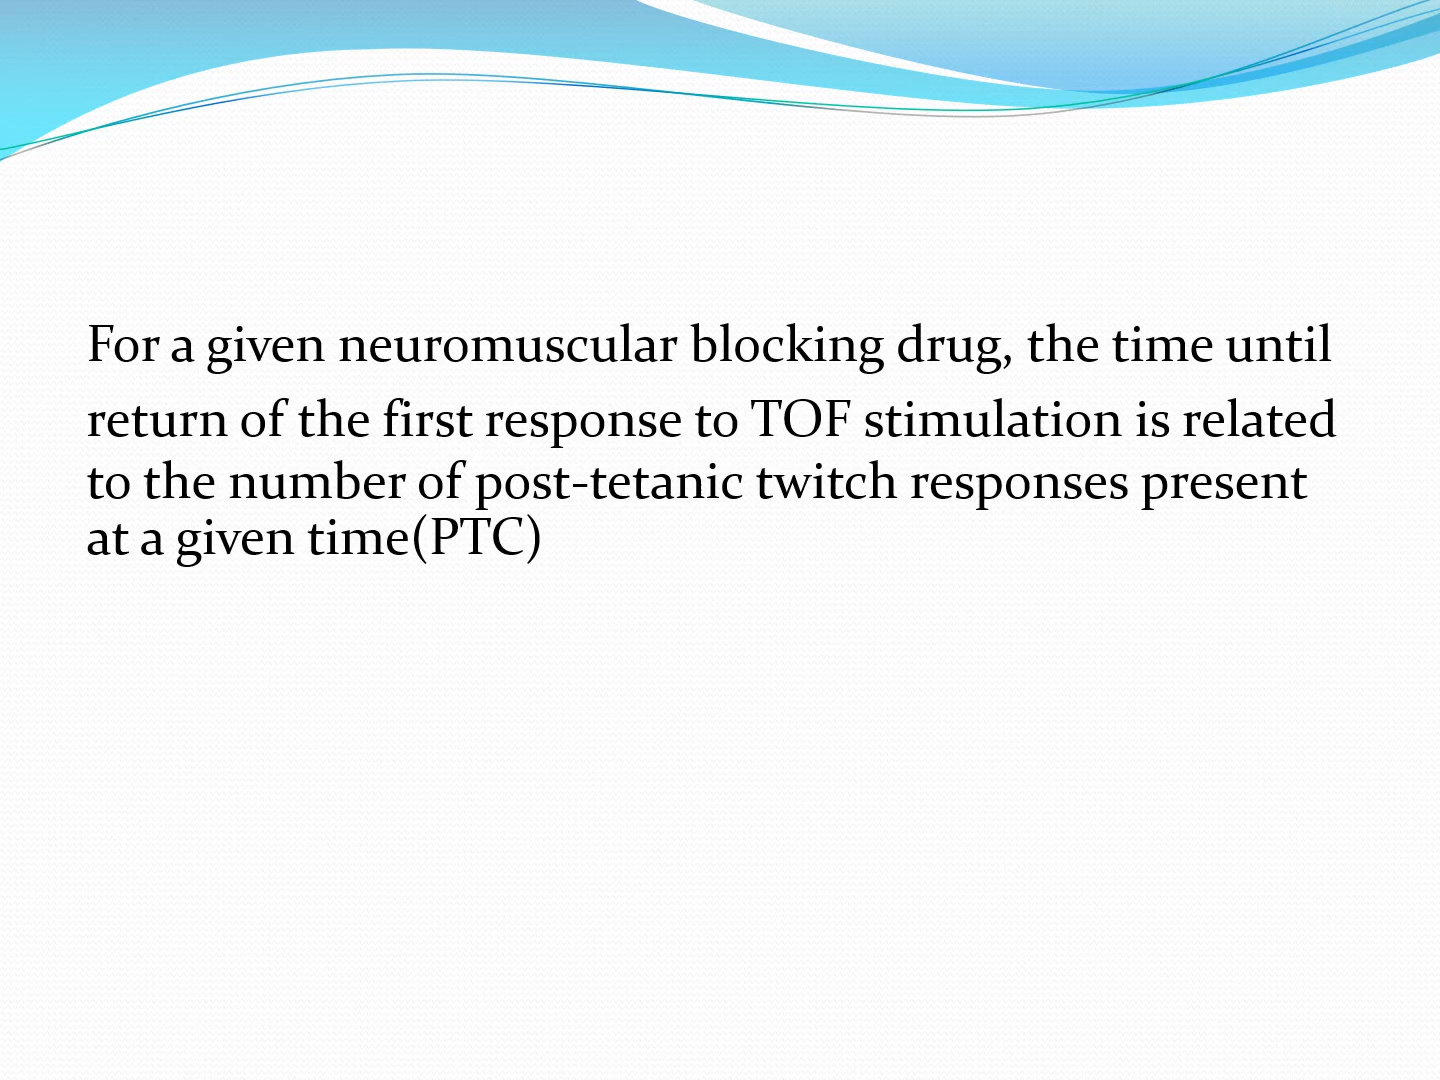 For a given neuromuscular blocking drug, the time until
return of the first response to TOF stimulation is related
to the number of post-tetanic twitch responses present
at a given time(PTC)